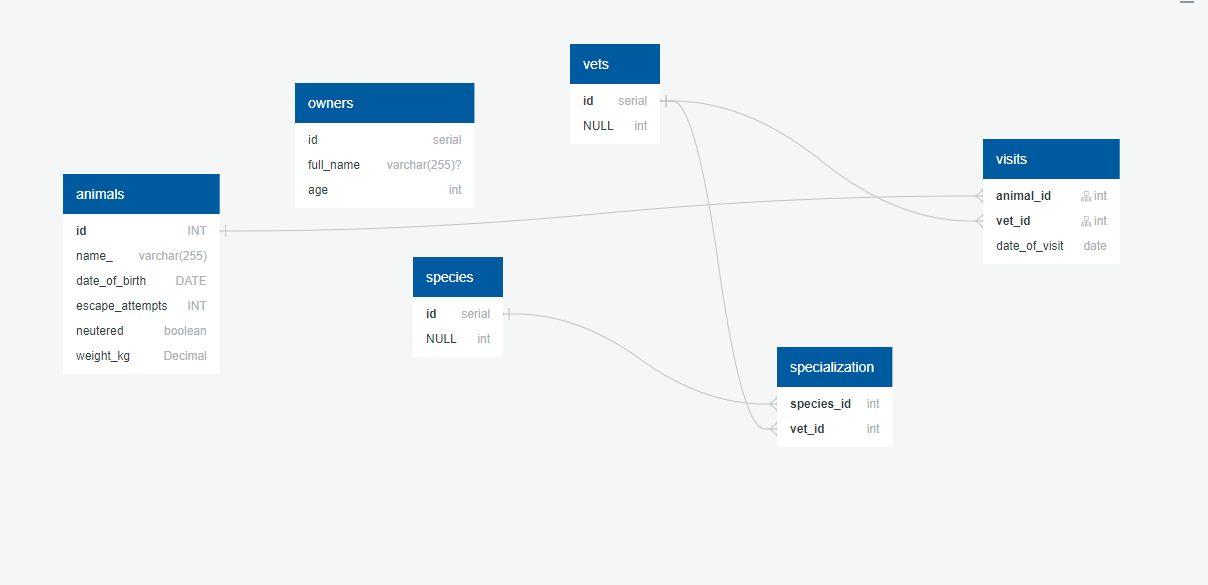 animals
id INT
name_ varchar(255)
date_of_birth DATE
escape_attempts INT
neutered boolean
weight_kg Decimal
owners
id serial
full_name varchar(255)?
age int
species
id serial
NULL int
vets
id serial
NULL int
specialization
species_id int
vet_id int
visits
animal_id int
vet_id int
date_of_visit date